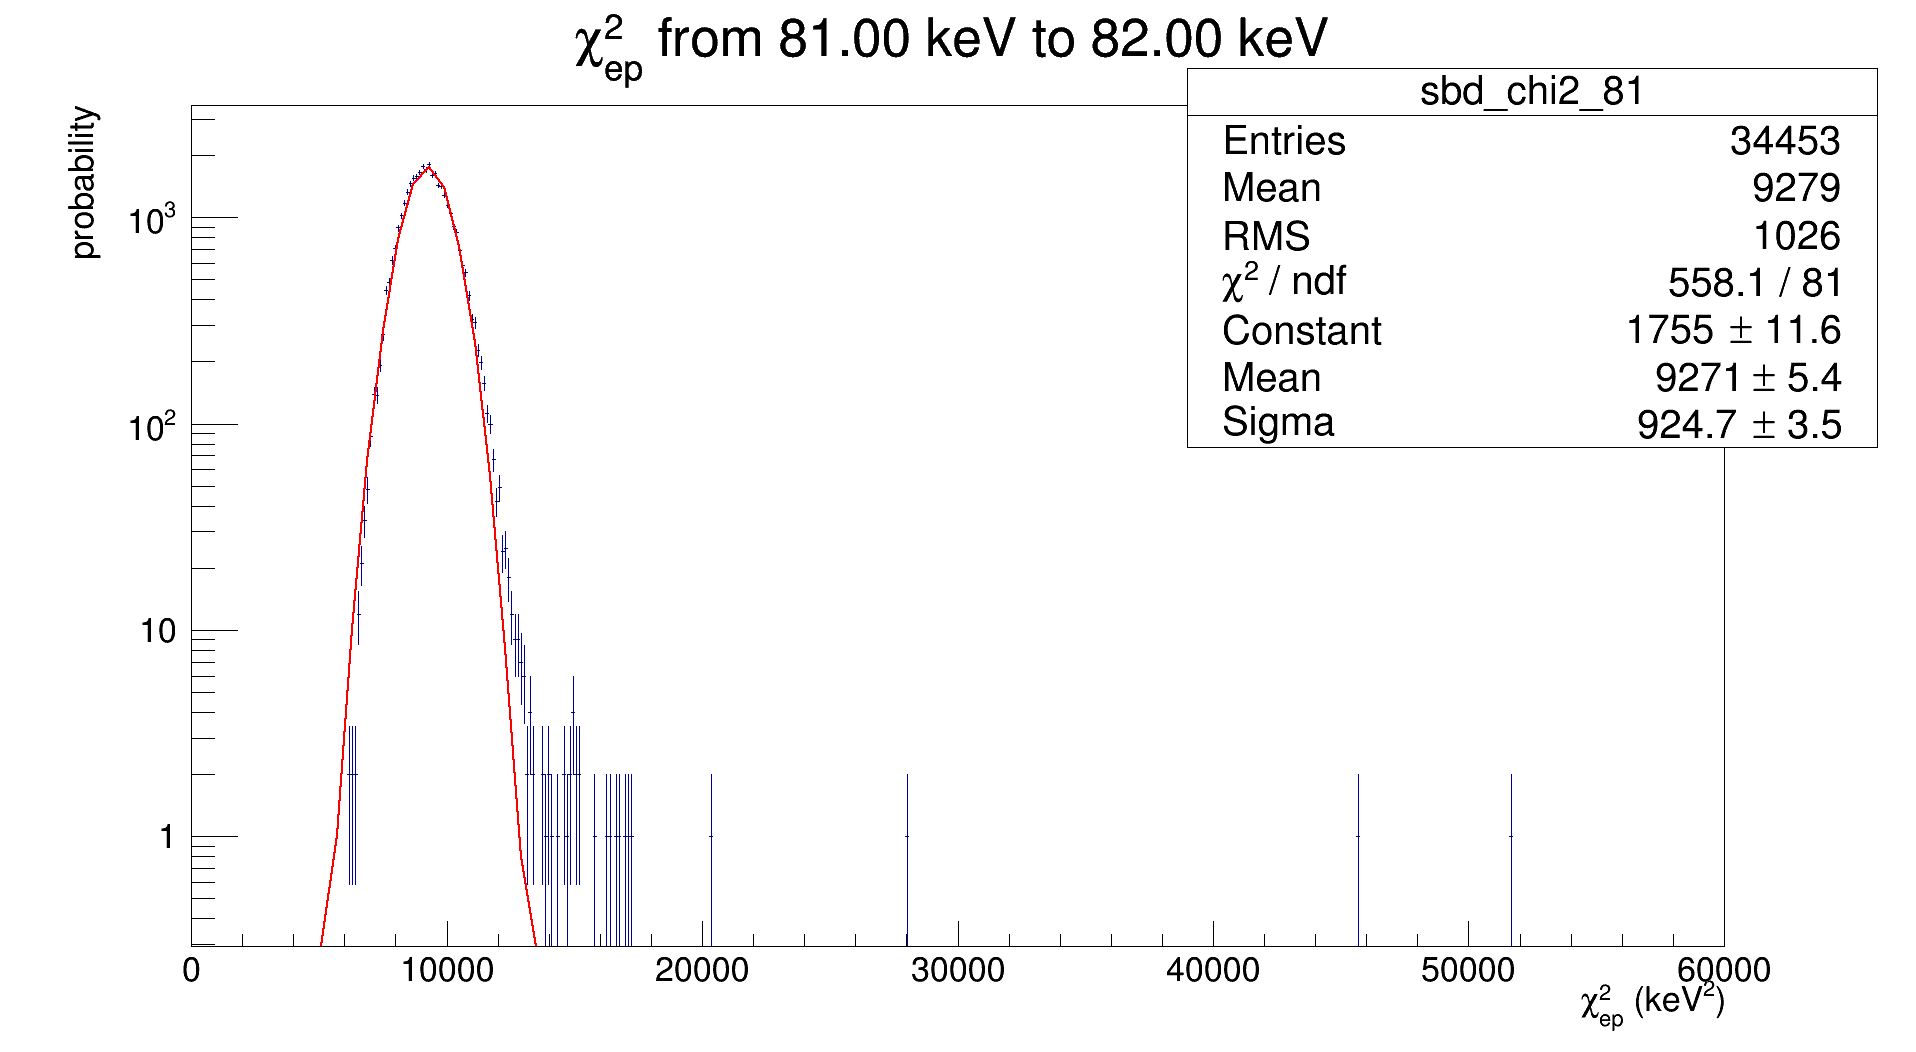 χ²ep from 81.00 keV to 82.00 keV
sbd_chi2_81
Entries 34453
Mean 9279
RMS 1026
χ² / ndf 558.1 / 81
Constant 1755 ± 11.6
Mean 9271 ± 5.4
Sigma 924.7 ± 3.5
probability
10³
10²
10
1
0 10000 20000 30000 40000 50000 60000
χ²ep (keV²)